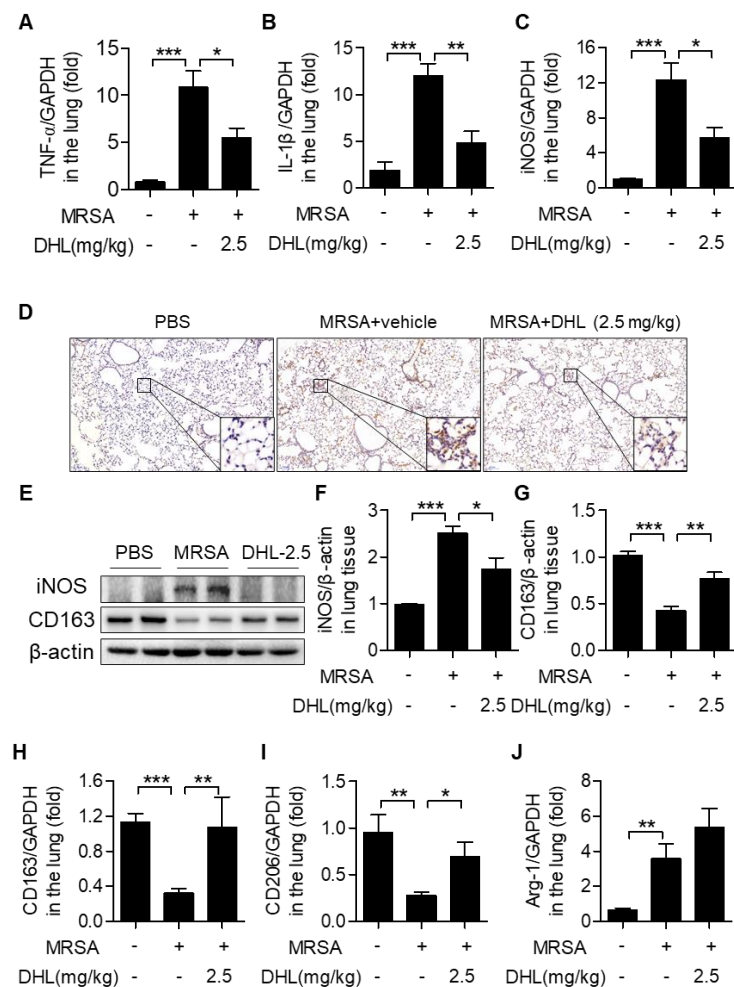 A
TNF-α/GAPDH
in the lung (fold)
15
10
5
0
*** *
MRSA - + +
DHL(mg/kg) - - 2.5
B
IL-1β/GAPDH
in the lung (fold)
15
10
5
0
*** **
MRSA - + +
DHL(mg/kg) - - 2.5
C
iNOS/GAPDH
in the lung (fold)
16
12
8
4
0
*** *
MRSA - + +
DHL(mg/kg) - - 2.5
D
PBS MRSA+vehicle MRSA+DHL (2.5 mg/kg)
E
PBS MRSA DHL-2.5
iNOS
CD163
β-actin
F
iNOS/β-actin
in lung tissue
3
2
1
0
*** *
MRSA - + +
DHL(mg/kg) - - 2.5
G
CD163/β-actin
in lung tissue
1.5
1.0
0.5
0.0
*** **
MRSA - + +
DHL(mg/kg) - - 2.5
H
CD163/GAPDH
in the lung (fold)
1.6
1.2
0.8
0.4
0.0
*** **
MRSA - + +
DHL(mg/kg) - - 2.5
I
CD206/GAPDH
in the lung (fold)
1.5
1.0
0.5
0.0
** *
MRSA - + +
DHL(mg/kg) - - 2.5
J
Arg-1/GAPDH
in the lung (fold)
8
6
4
2
0
**
MRSA - + +
DHL(mg/kg) - - 2.5